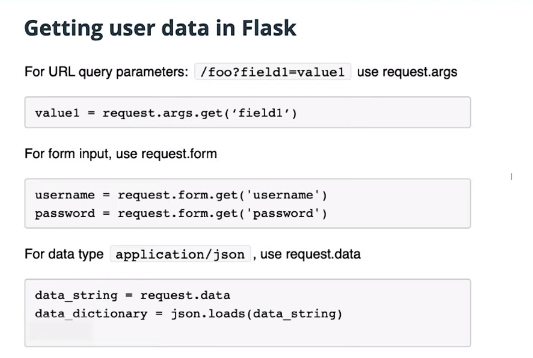 Getting user data in Flask
For URL query parameters: /foo?field1=value1 use request.args
value1 = request.args.get('field1')
For form input, use request.form
username = request.form.get('username')
password = request.form.get('password')
For data type application/json , use request.data
data_string = request.data
data_dictionary = json.loads(data_string)